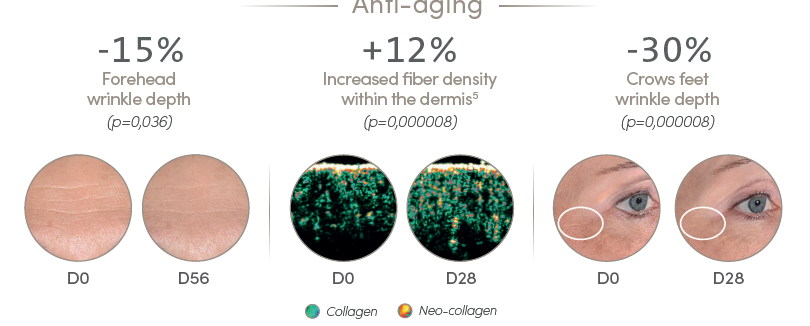 Anti-aging
-15%
Forehead
wrinkle depth
(p=0,036)
D0
D56
+12%
Increased fiber density
within the dermis⁵
(p=0,000008)
D0
D28
Collagen
Neo-collagen
-30%
Crows feet
wrinkle depth
(p=0,000008)
D0
D28